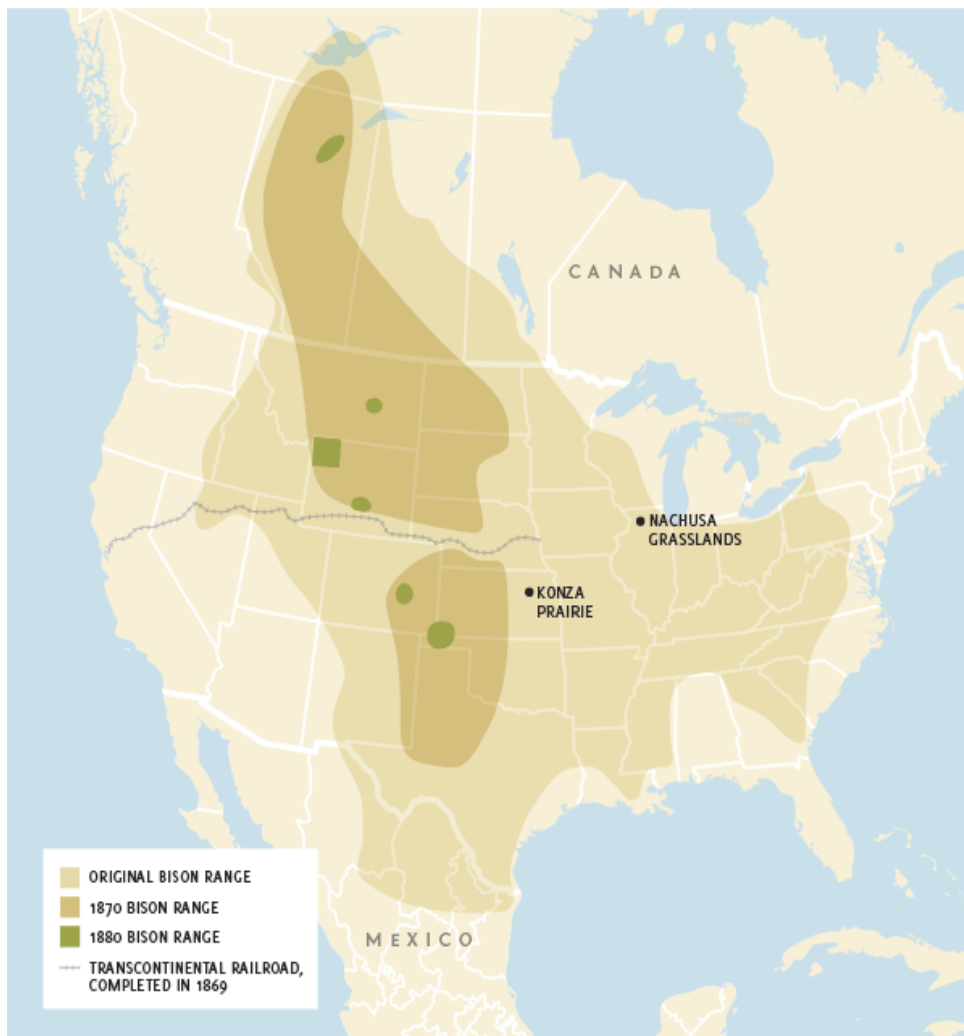 CANADA
NACHUSA
GRASSLANDS
KONZA
PRAIRIE
ORIGINAL BISON RANGE
1870 BISON RANGE
1880 BISON RANGE
TRANSCONTINENTAL RAILROAD,
COMPLETED IN 1869
MEXICO